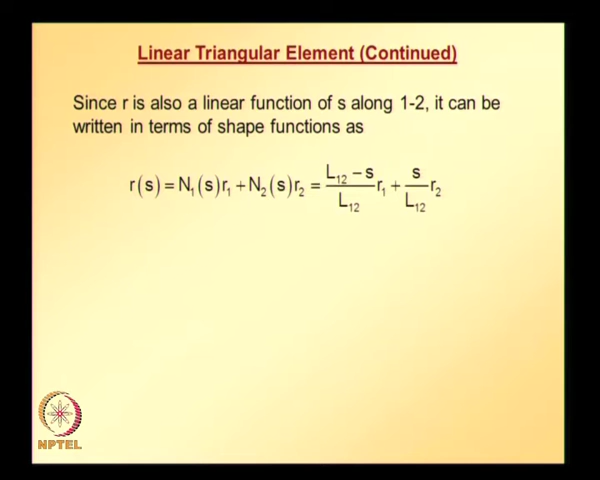 Linear Triangular Element (Continued)
Since r is also a linear function of s along 1-2, it can be
written in terms of shape functions as
r(s) = N₁(s)r₁ + N₂(s)r₂ = (L₁₂ − s)/L₁₂ r₁ + s/L₁₂ r₂
NPTEL